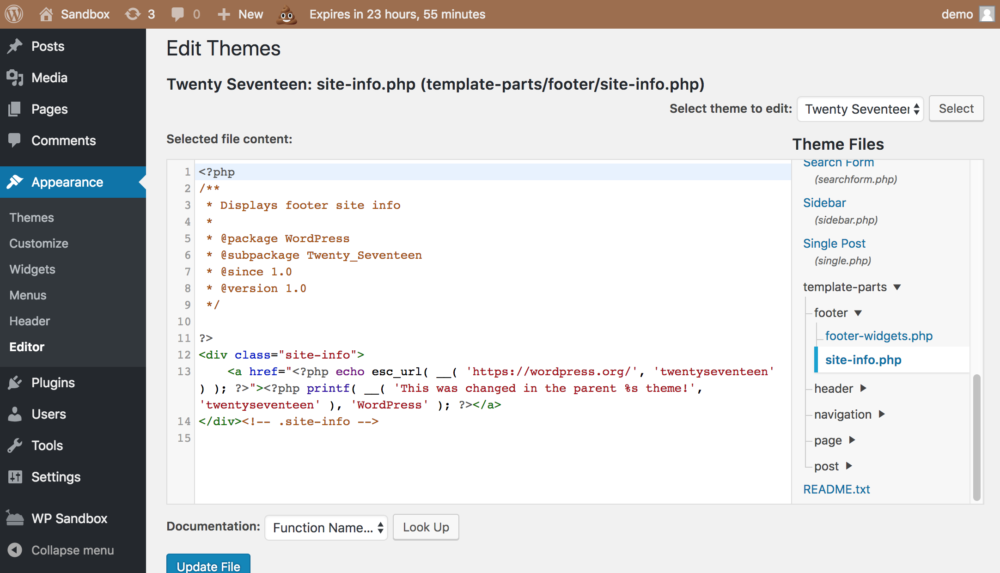 Sandbox 3 0 New Expires in 23 hours, 55 minutes demo
Posts
Media
Pages
Comments
Appearance
Themes
Customize
Widgets
Menus
Header
Editor
Plugins
Users
Tools
Settings
WP Sandbox
Collapse menu
Edit Themes
Twenty Seventeen: site-info.php (template-parts/footer/site-info.php)
Select theme to edit: Twenty Seventeen Select
Selected file content:
1 <?php
2 /**
3  * Displays footer site info
4  *
5  * @package WordPress
6  * @subpackage Twenty_Seventeen
7  * @since 1.0
8  * @version 1.0
9  */
10
11 ?>
12 <div class="site-info">
13     <a href="<?php echo esc_url( __( 'https://wordpress.org/', 'twentyseventeen'
) ); ?>"><?php printf( __( 'This was changed in the parent %s theme!',
'twentyseventeen' ), 'WordPress' ); ?></a>
14 </div><!-- .site-info -->
15
Theme Files
Search Form
(searchform.php)
Sidebar
(sidebar.php)
Single Post
(single.php)
template-parts ▼
footer ▼
footer-widgets.php
site-info.php
header ▶
navigation ▶
page ▶
post ▶
README.txt
Documentation: Function Name... Look Up
Update File